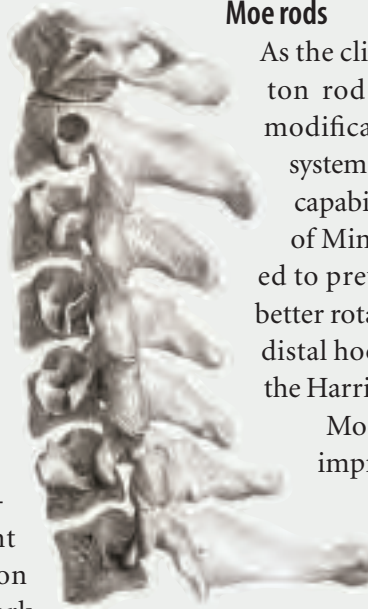 Moe rods
As the cli
ton rod
modifica
system
capabi
of Min
ed to pre
better rota
distal hoo
the Harri
Mo
impr
nt
on